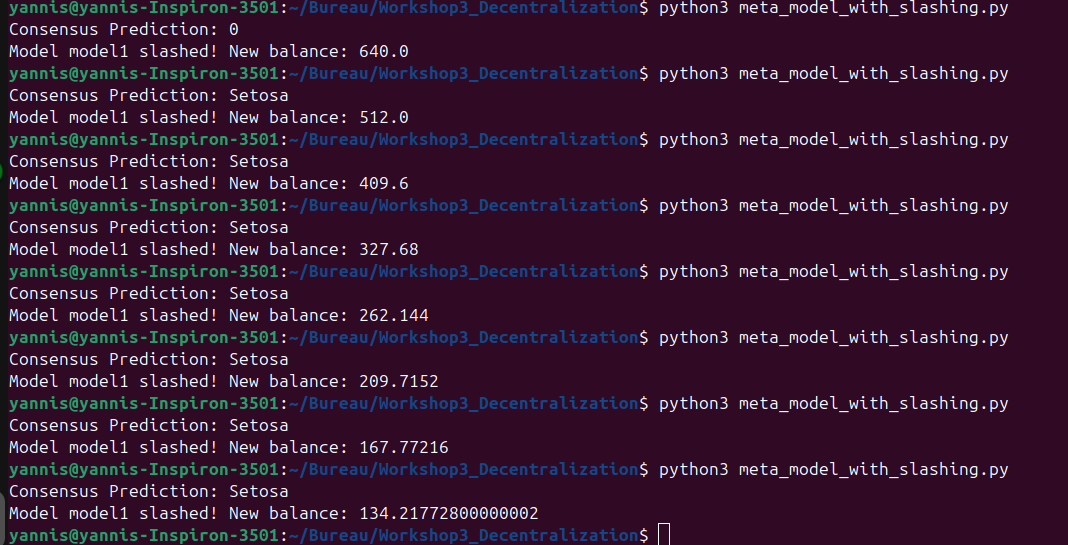 yannis@yannis-Inspiron-3501:~/Bureau/Workshop3_Decentralization$ python3 meta_model_with_slashing.py
Consensus Prediction: 0
Model model1 slashed! New balance: 640.0
yannis@yannis-Inspiron-3501:~/Bureau/Workshop3_Decentralization$ python3 meta_model_with_slashing.py
Consensus Prediction: Setosa
Model model1 slashed! New balance: 512.0
yannis@yannis-Inspiron-3501:~/Bureau/Workshop3_Decentralization$ python3 meta_model_with_slashing.py
Consensus Prediction: Setosa
Model model1 slashed! New balance: 409.6
yannis@yannis-Inspiron-3501:~/Bureau/Workshop3_Decentralization$ python3 meta_model_with_slashing.py
Consensus Prediction: Setosa
Model model1 slashed! New balance: 327.68
yannis@yannis-Inspiron-3501:~/Bureau/Workshop3_Decentralization$ python3 meta_model_with_slashing.py
Consensus Prediction: Setosa
Model model1 slashed! New balance: 262.144
yannis@yannis-Inspiron-3501:~/Bureau/Workshop3_Decentralization$ python3 meta_model_with_slashing.py
Consensus Prediction: Setosa
Model model1 slashed! New balance: 209.7152
yannis@yannis-Inspiron-3501:~/Bureau/Workshop3_Decentralization$ python3 meta_model_with_slashing.py
Consensus Prediction: Setosa
Model model1 slashed! New balance: 167.77216
yannis@yannis-Inspiron-3501:~/Bureau/Workshop3_Decentralization$ python3 meta_model_with_slashing.py
Consensus Prediction: Setosa
Model model1 slashed! New balance: 134.21772800000002
yannis@yannis-Inspiron-3501:~/Bureau/Workshop3_Decentralization$